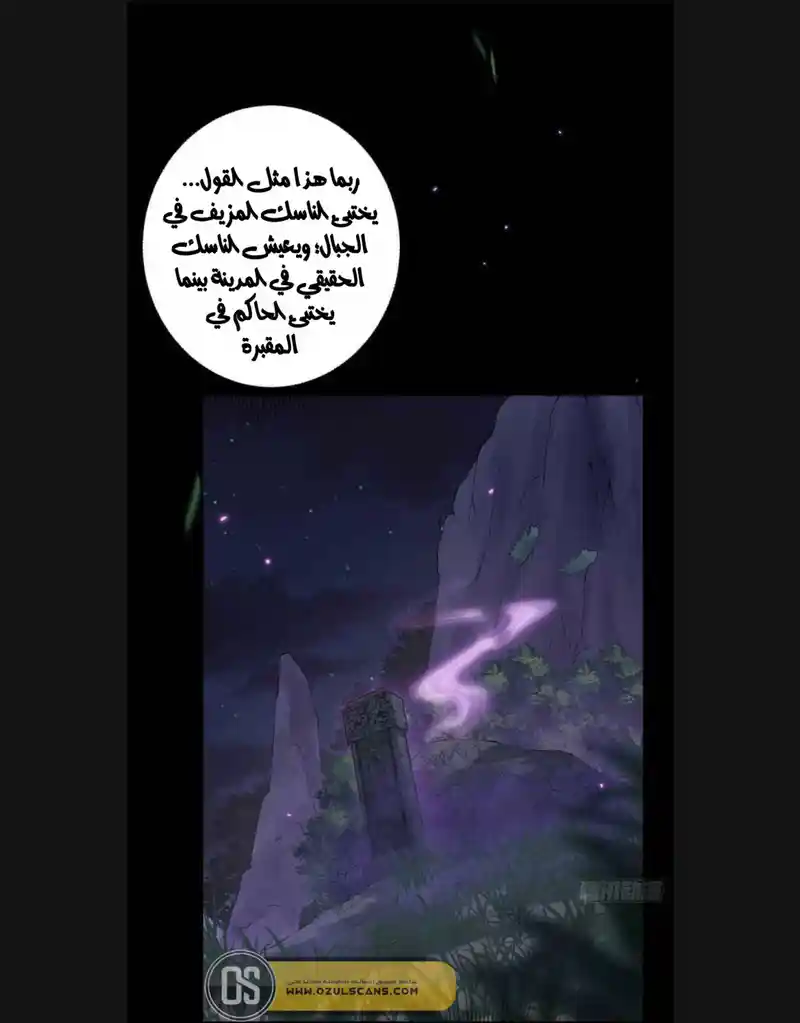 ربما هذا مثل القول...
يختبئ الناسك المزيف في
الجبال؛ ويعيش الناسك
الحقيقي في المدينة بينما
يختبئ الحاكم في
المقبرة
OS
WWW.OZULSCANS.COM